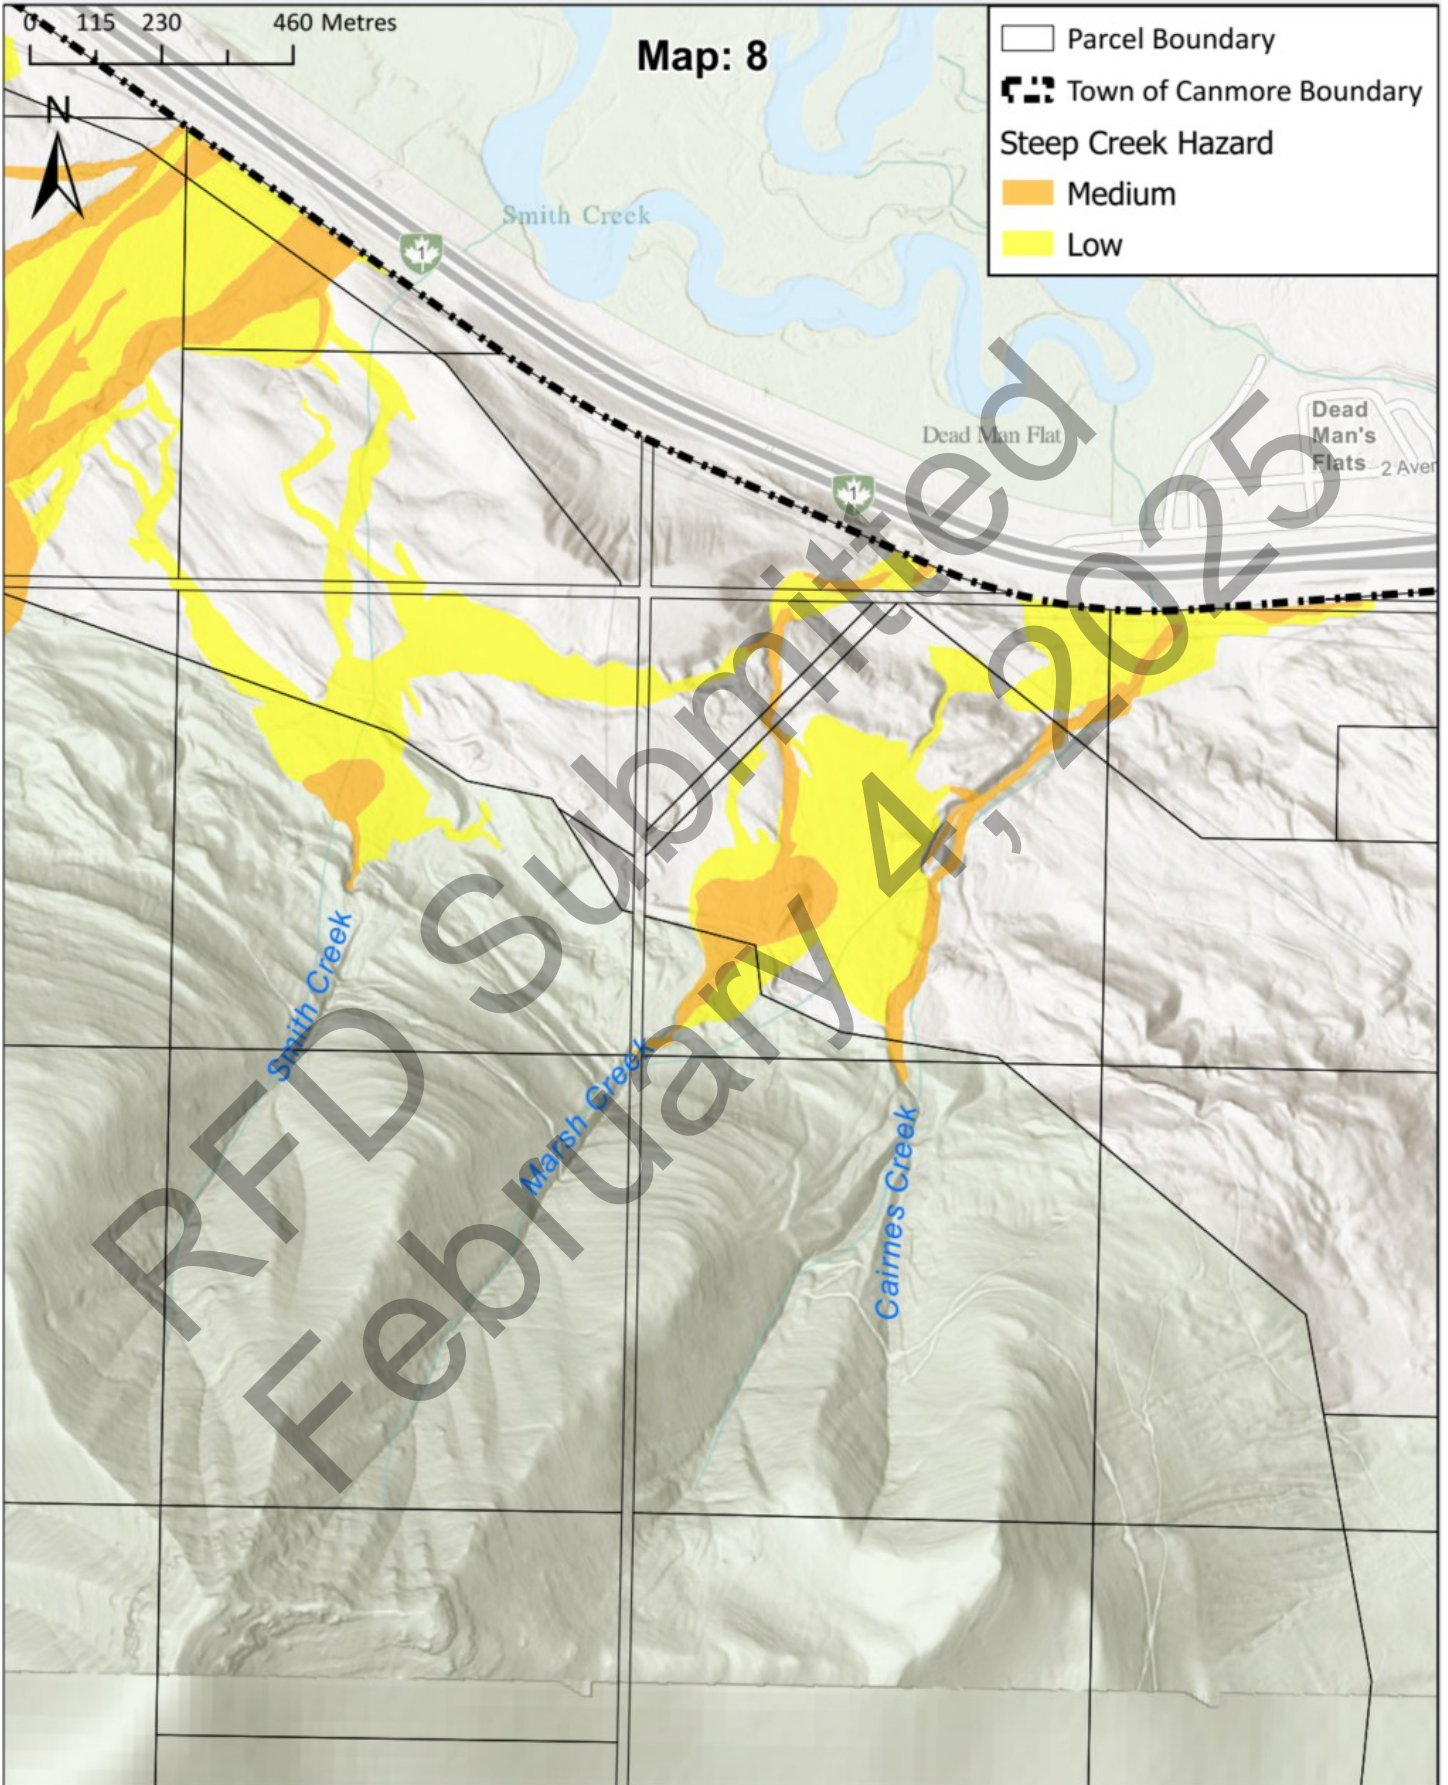 0 115 230 460 Metres
Map: 8
Parcel Boundary
Town of Canmore Boundary
Steep Creek Hazard
Medium
Low
N
Smith Creek
1
Dead Man Flat
Dead
Man's
Flats
2 Aver
1
RFD Submitted
February 4, 2025
Smith Creek
Marsh Creek
Cairnes Creek